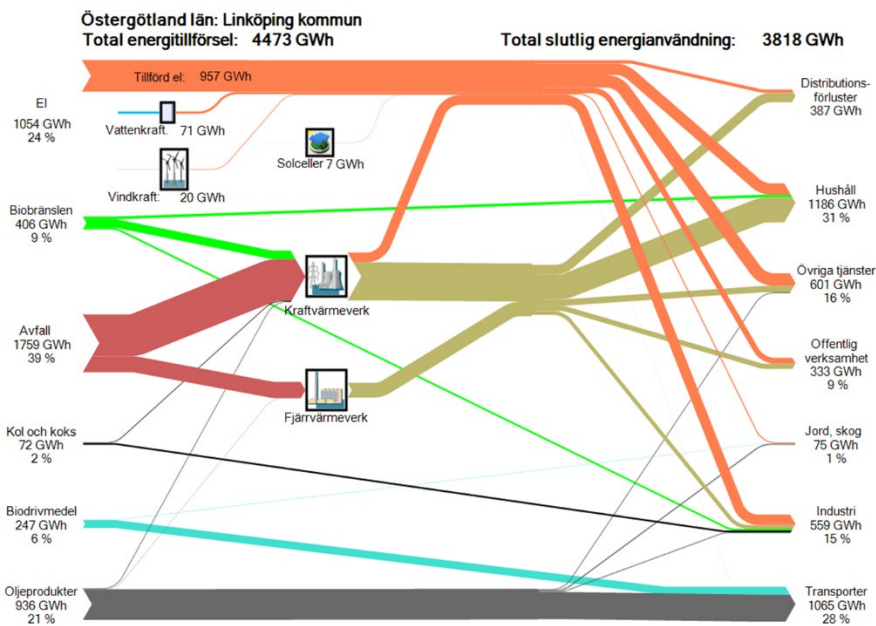 Östergötland län: Linköping kommun
Total energitillförsel: 4473 GWh
Total slutlig energianvändning: 3818 GWh
Tillförd el: 957 GWh
El
1054 GWh
24 %
Vattenkraft. 71 GWh
Solceller 7 GWh
Vindkraft: 20 GWh
Biobränslen
406 GWh
9 %
Kraftvärmeverk
Avfall
1759 GWh
39 %
Fjärrvärmeverk
Kol och koks
72 GWh
2 %
Biodrivmedel
247 GWh
6 %
Oljeprodukter
936 GWh
21 %
Distributions-
förluster
387 GWh
Hushåll
1186 GWh
31 %
Övriga tjänster
601 GWh
16 %
Offentlig
verksamhet
333 GWh
9 %
Jord, skog
75 GWh
1 %
Industri
559 GWh
15 %
Transporter
1065 GWh
28 %